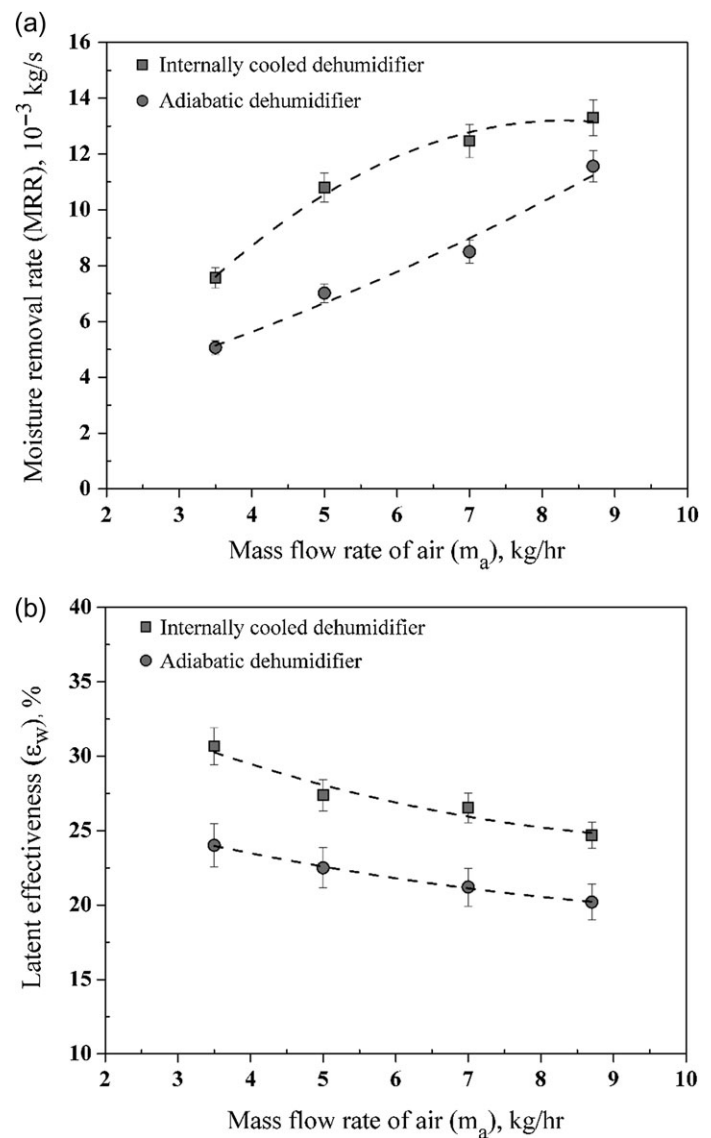 (a)
Internally cooled dehumidifier
Adiabatic dehumidifier
Moisture removal rate (MRR), 10⁻³ kg/s
16
14
12
10
8
6
4
2
0
2 3 4 5 6 7 8 9 10
Mass flow rate of air (mₐ), kg/hr
(b)
Internally cooled dehumidifier
Adiabatic dehumidifier
Latent effectiveness (ε_w), %
40
35
30
25
20
15
10
2 3 4 5 6 7 8 9 10
Mass flow rate of air (mₐ), kg/hr